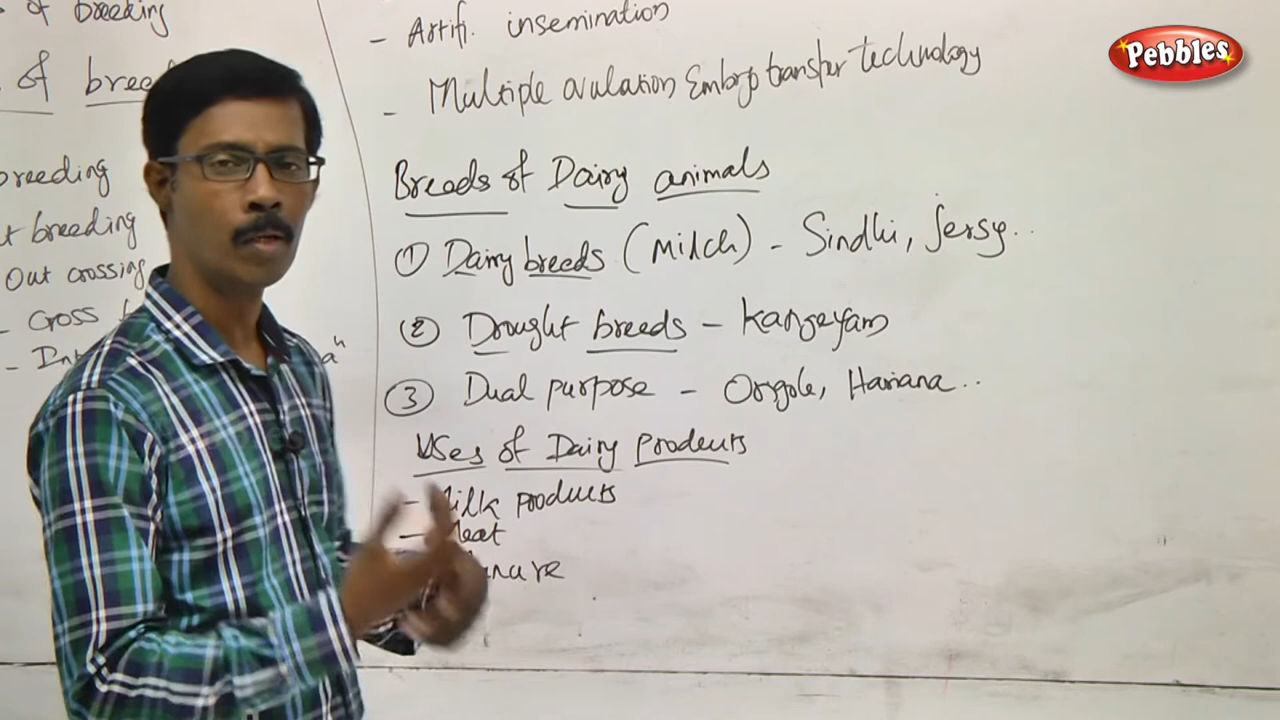 of breeding
of breed
breeding
breeding
Out crossing
- Cross
- Int
- Artifi. insemination
- Multiple ovulation Embryo transfer technology
Breeds of Dairy animals
① Dairy breeds (Milch) - Sindhi, Jersy..
② Drought breeds - Kangeyam
③ Dual purpose - Ongole, Hariana..
Uses of Dairy Products
- Milk products
- Meat
nure
Pebbles